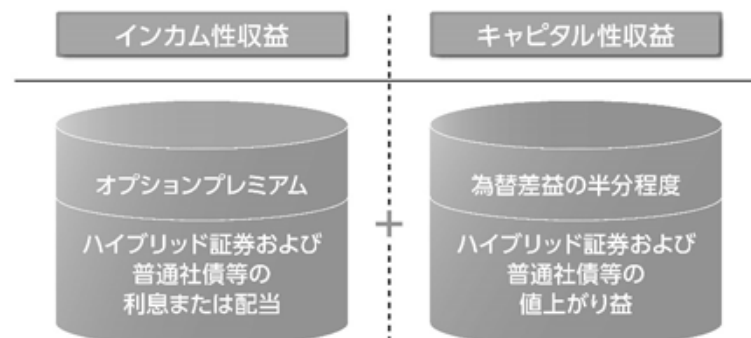 インカム性収益
キャピタル性収益
オプションプレミアム
ハイブリッド証券および
普通社債等の
利息または配当
+
為替差益の半分程度
ハイブリッド証券および
普通社債等の
値上がり益